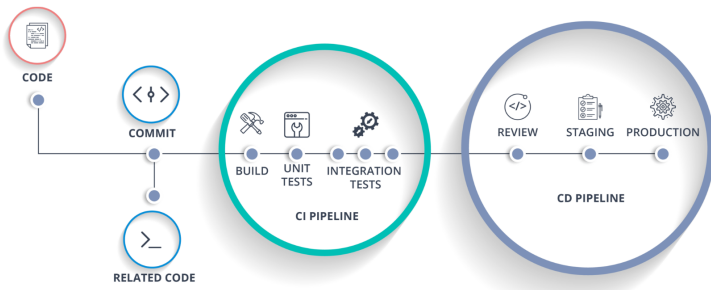 CODE
COMMIT
RELATED CODE
BUILD
UNIT
TESTS
INTEGRATION
TESTS
CI PIPELINE
REVIEW
STAGING
PRODUCTION
CD PIPELINE